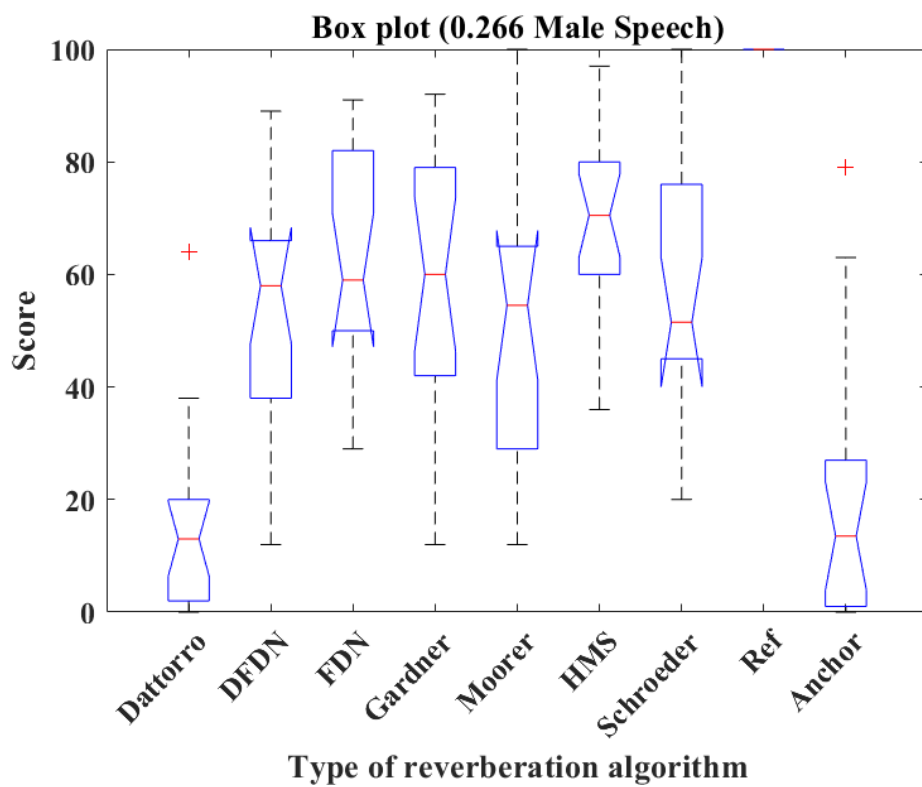 Box plot (0.266 Male Speech)
100
80
60
40
20
0
Score
Dattorro
DFDN
FDN
Gardner
Moorer
HMS
Schroeder
Ref
Anchor
Type of reverberation algorithm